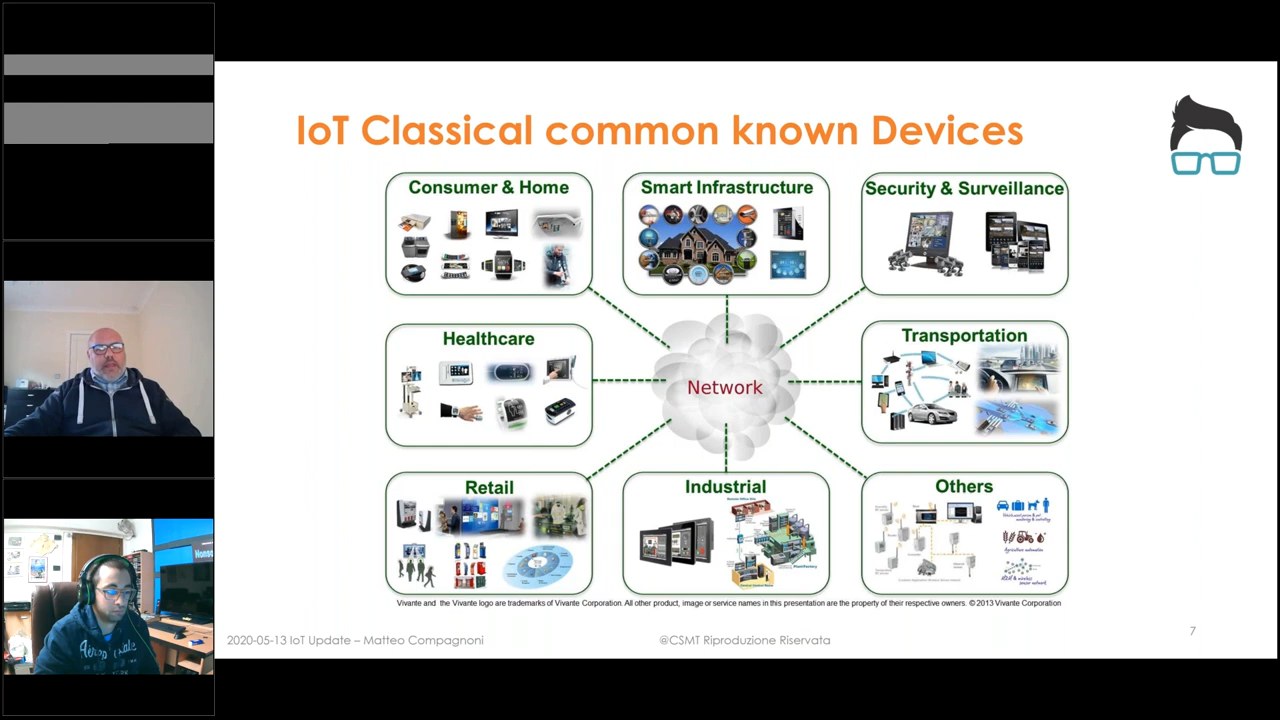 IoT Classical common known Devices
Consumer & Home
Smart Infrastructure
Security & Surveillance
Healthcare
Network
Transportation
Retail
Industrial
Others
Vivante and the Vivante logo are trademarks of Vivante Corporation. All other product, image or service names in this presentation are the property of their respective owners. © 2013 Vivante Corporation
7
2020-05-13 IoT Update – Matteo Compagnoni
@CSMT Riproduzione Riservata